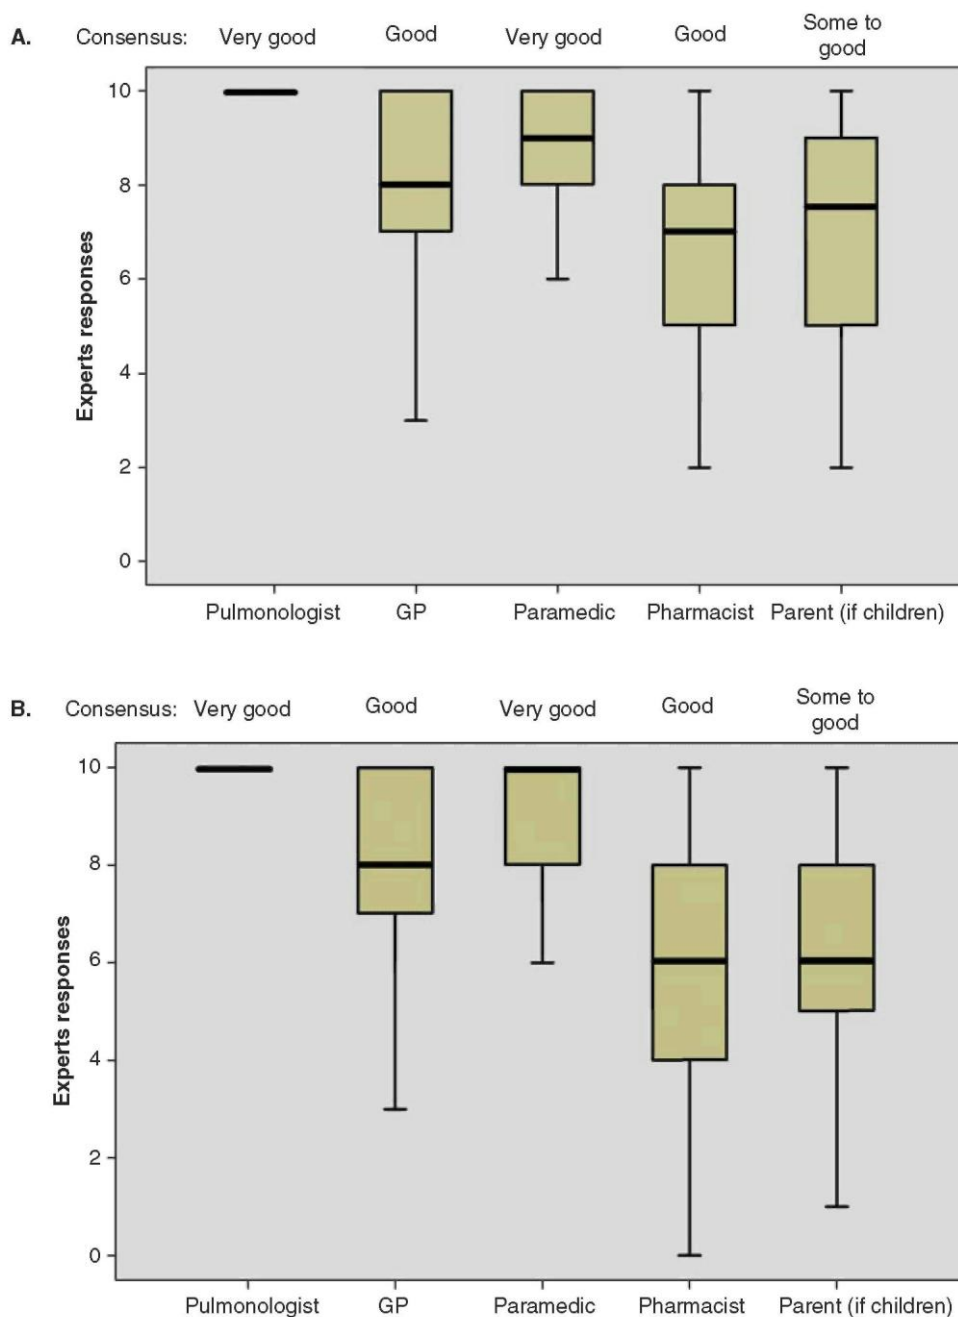 A. Consensus: Very good Good Very good Good Some to good
10
8
6
4
2
0
Experts responses
Pulmonologist GP Paramedic Pharmacist Parent (if children)
B. Consensus: Very good Good Very good Good Some to good
10
8
6
4
2
0
Experts responses
Pulmonologist GP Paramedic Pharmacist Parent (if children)